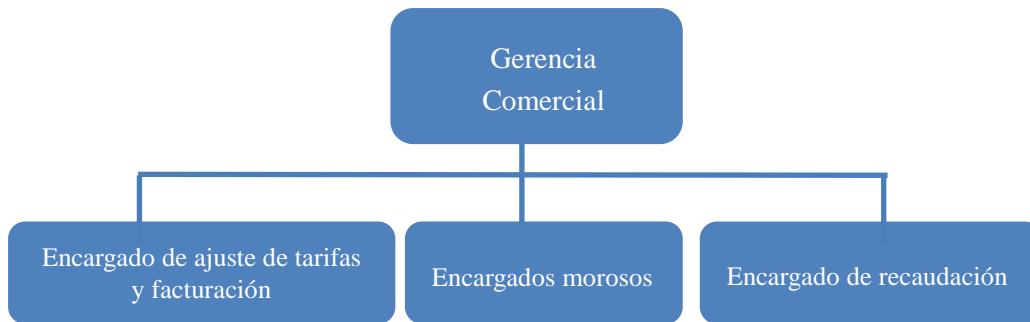 Gerencia
Comercial
Encargado de ajuste de tarifas
y facturación
Encargados morosos
Encargado de recaudación